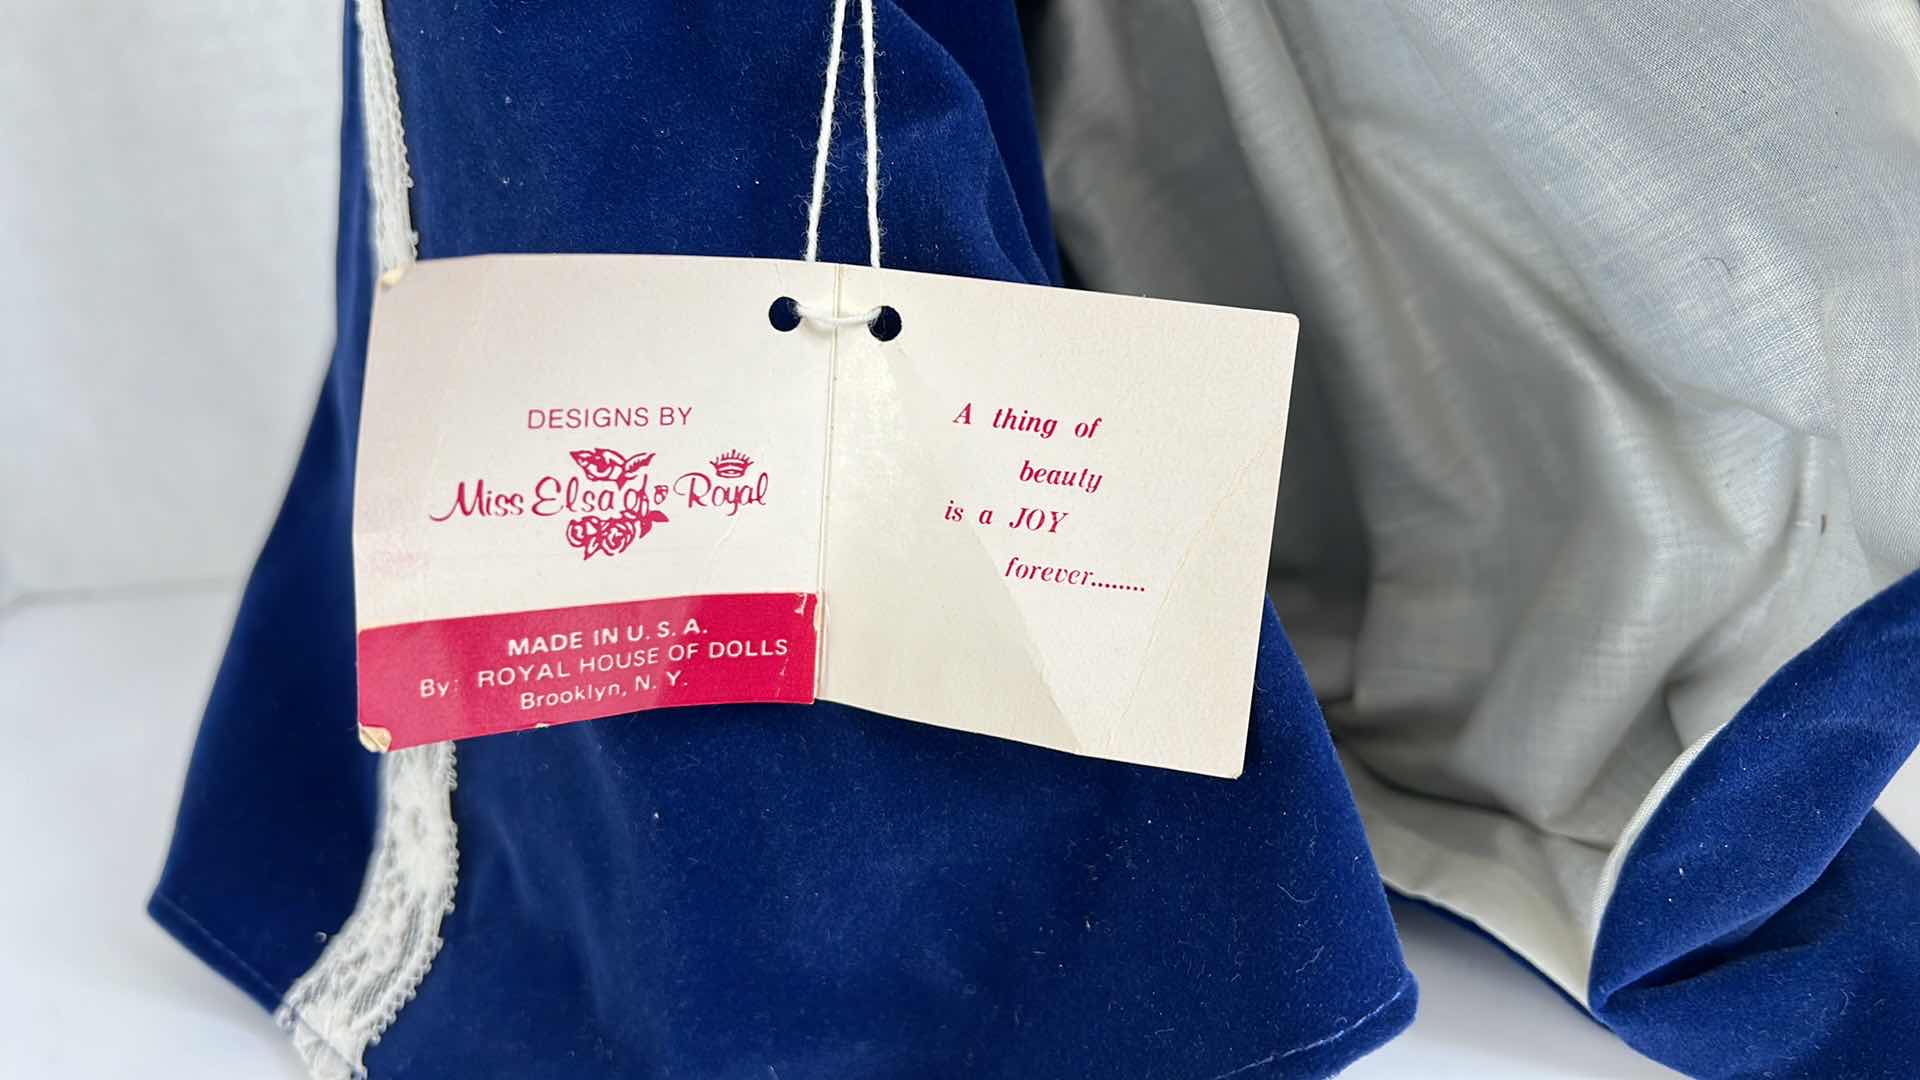 DESIGNS BY
Miss Elsa of Royal
MADE IN U. S. A.
By: ROYAL HOUSE OF DOLLS
Brooklyn, N. Y.
A thing of
beauty
is a JOY
forever........